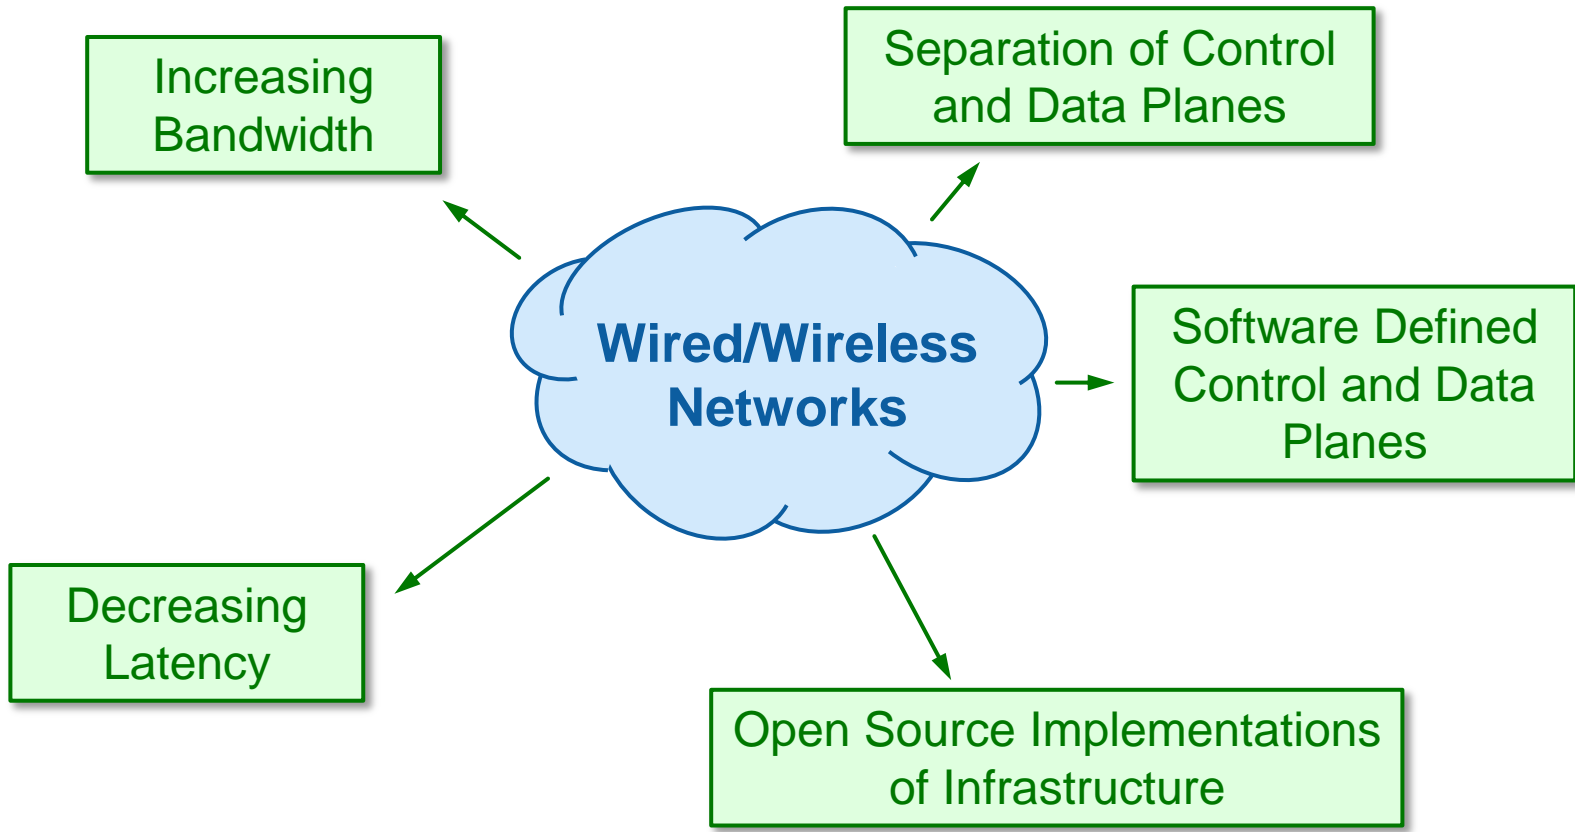 Increasing
Bandwidth
Separation of Control
and Data Planes
Wired/Wireless
Networks
Software Defined
Control and Data
Planes
Decreasing
Latency
Open Source Implementations
of Infrastructure